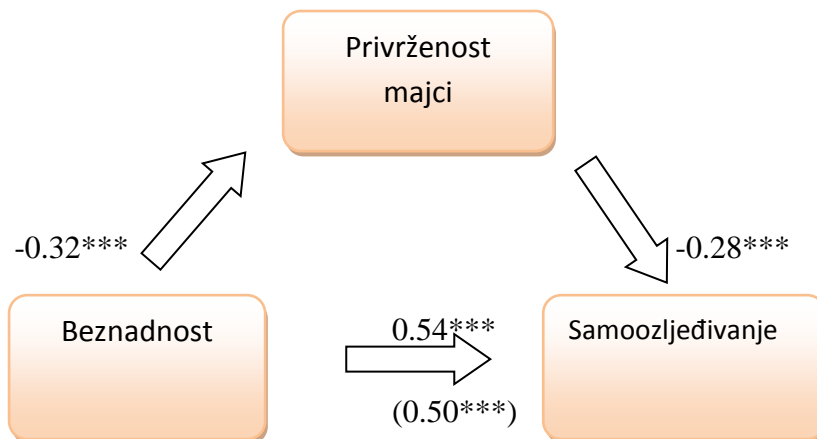 Privrženost
majci
-0.32***
-0.28***
Beznadnost
0.54***
Samoozljeđivanje
(0.50***)